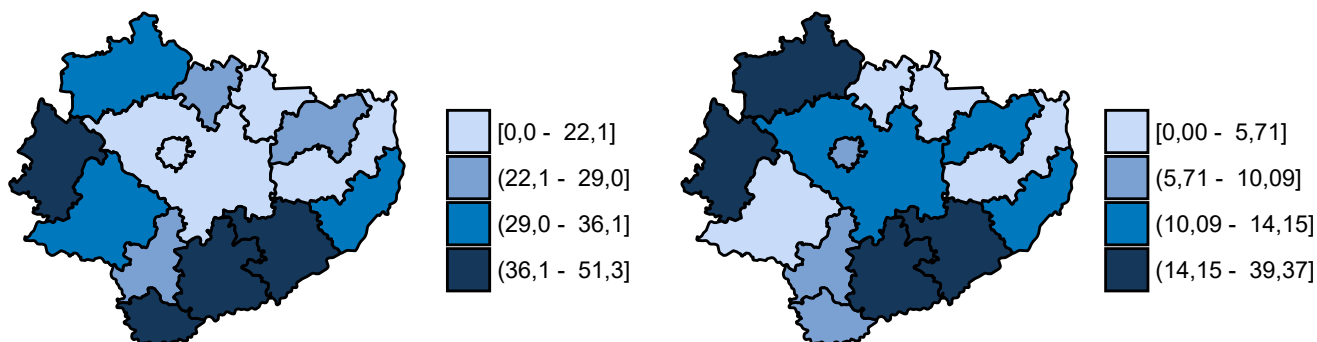 [0,0 - 22,1]
(22,1 - 29,0]
(29,0 - 36,1]
(36,1 - 51,3]
[0,00 - 5,71]
(5,71 - 10,09]
(10,09 - 14,15]
(14,15 - 39,37]